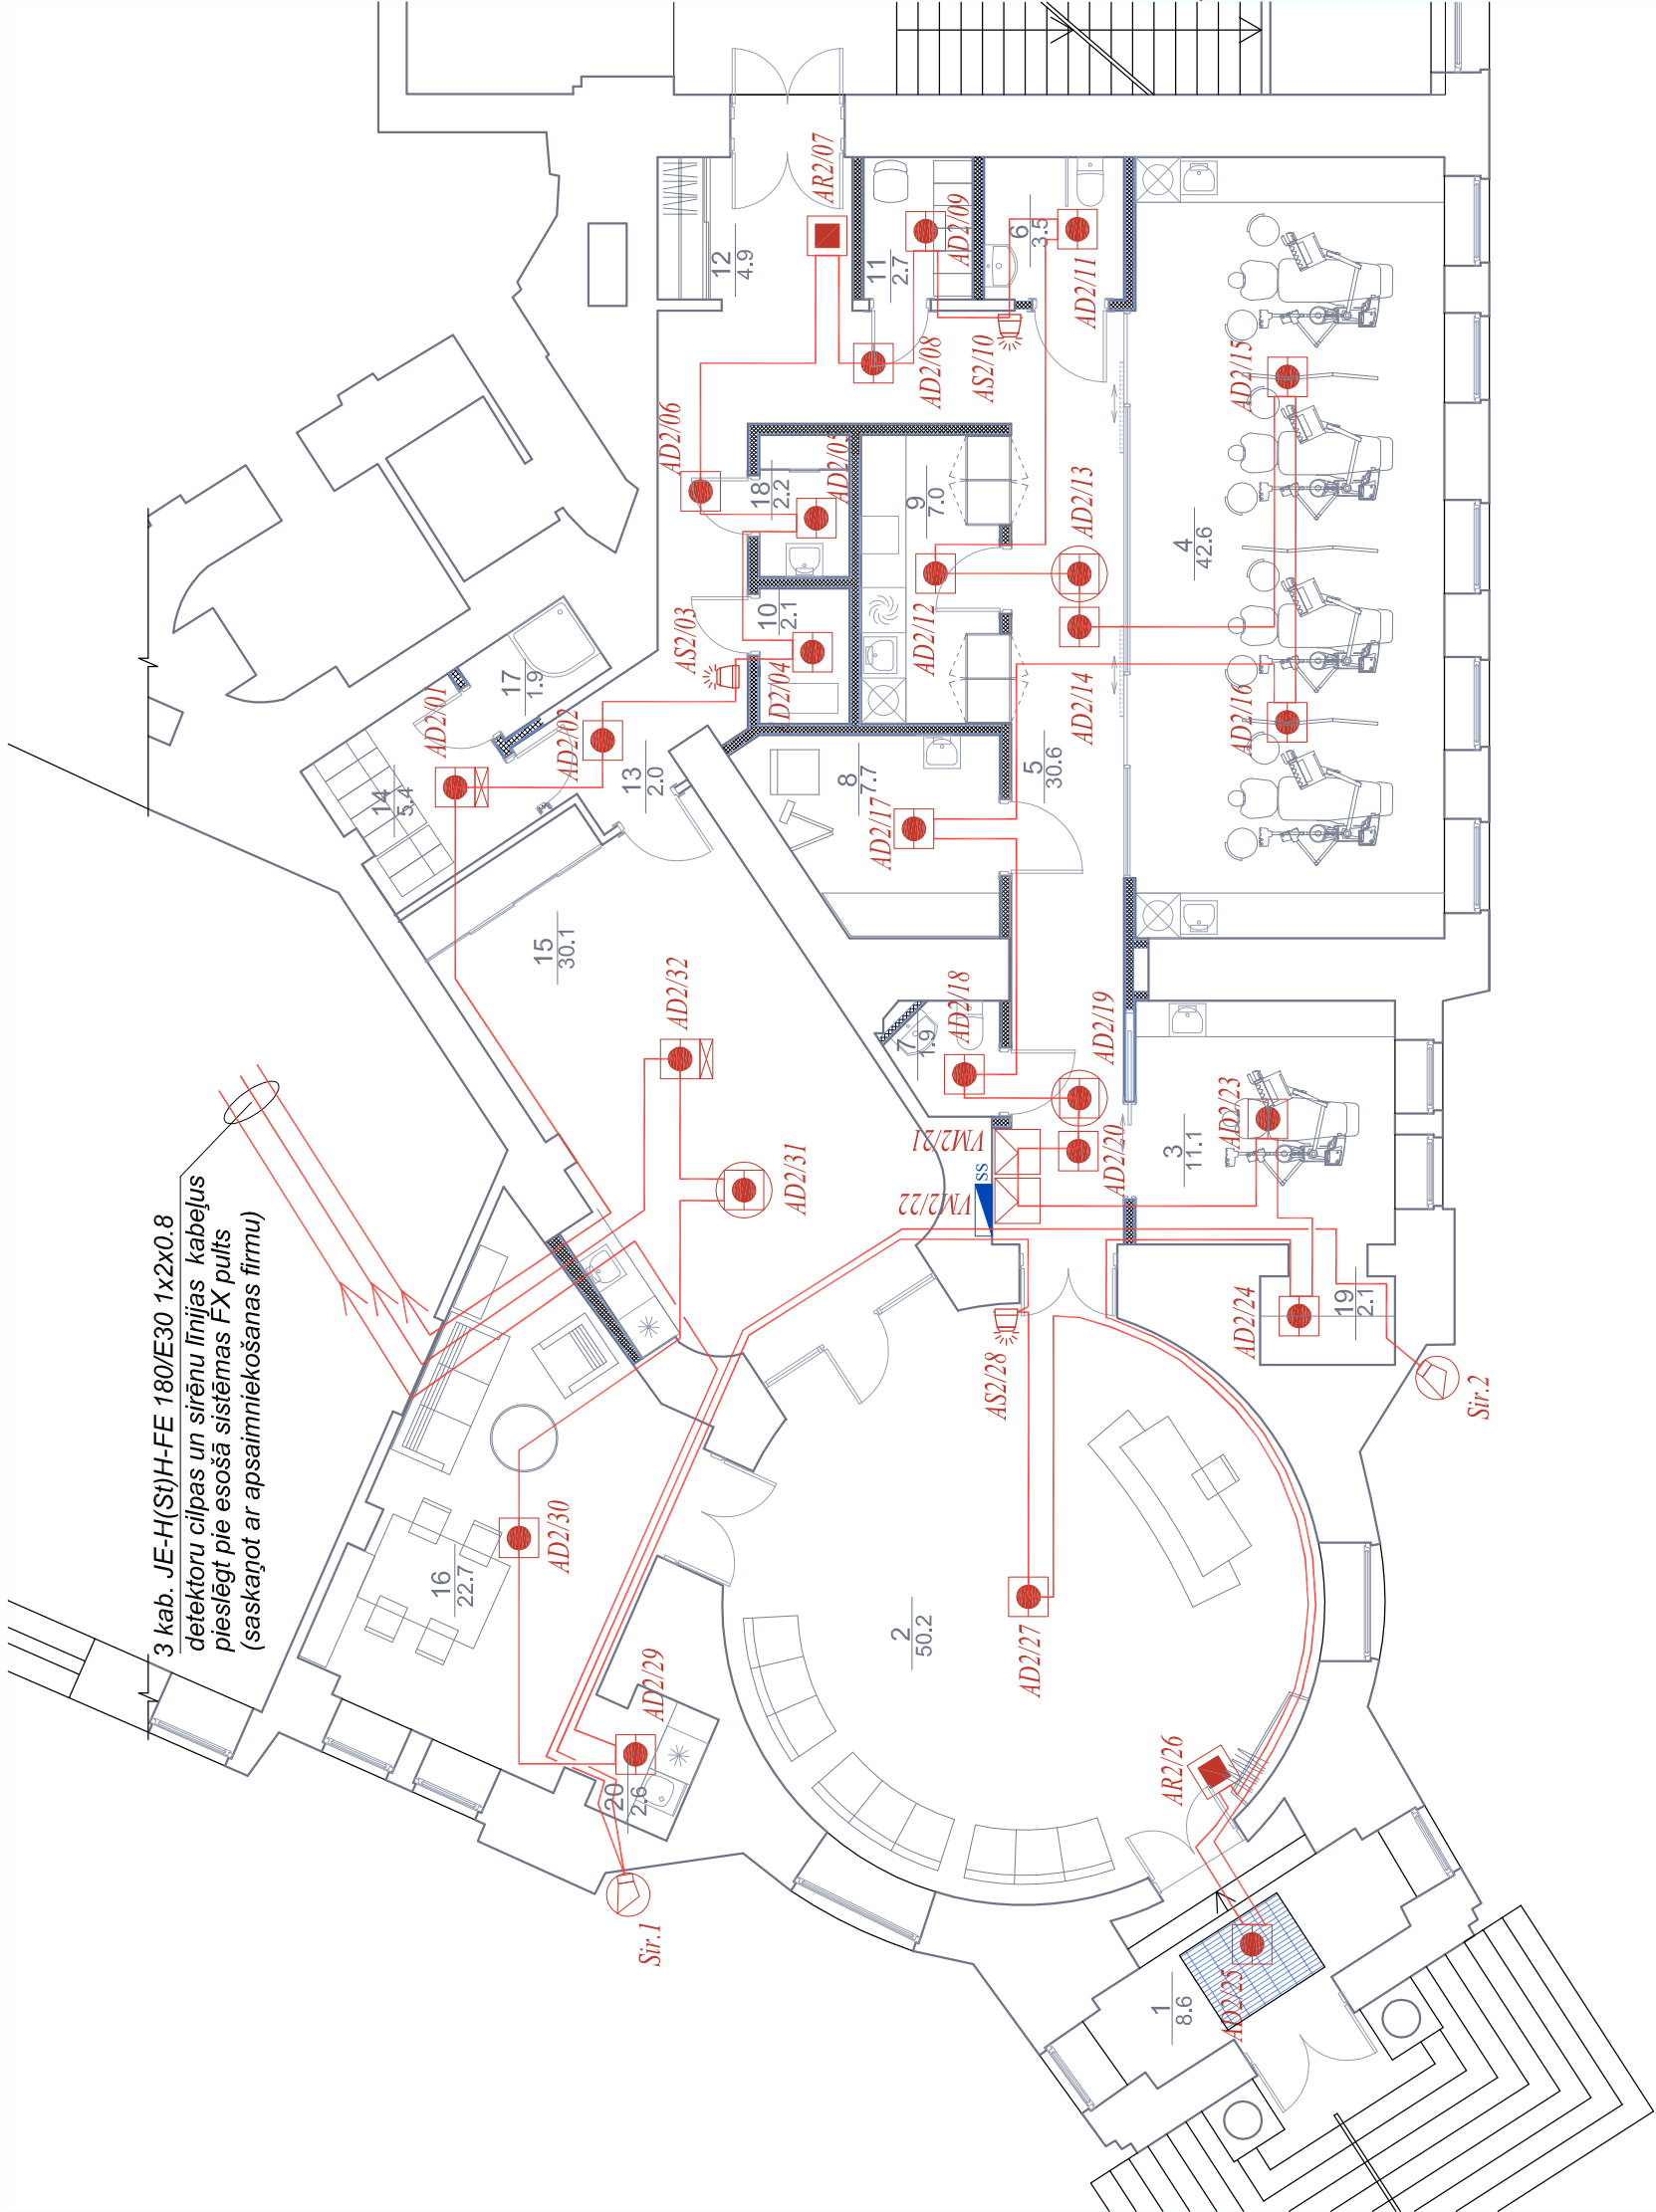 3 kab. JE-H(St)H-FE 180/E30 1x2x0.8
detektoru cilpas un sirēnu līnijas kabeļus
pieslēgt pie esošā sistēmas FX pults
(saskaņot ar apsaimniekošanas firmu)
AR2/07
12
4.9
11
2.7
AD2/09
6
3.5
AD2/11
AD2/08
AS2/10
AD2/06
18
2.2
AD2/05
9
7.0
AD2/13
AD2/15
4
42.6
AS2/03
10
2.1
D2/04
AD2/12
AD2/14
AD2/16
17
1.9
AD2/01
AD2/02
14
5.4
13
2.0
8
7.7
AD2/17
5
30.6
15
30.1
AD2/32
AD2/18
7
1.9
AD2/19
AD2/31
VM2/21
VM2/22
SS
AD2/20
3
11.1
AD2/23
AD2/24
19
2.1
Sir.2
AS2/28
AD2/30
16
22.7
2
50.2
AD2/27
AD2/29
20
2.6
Sir.1
AR2/26
AD2/25
1
8.6